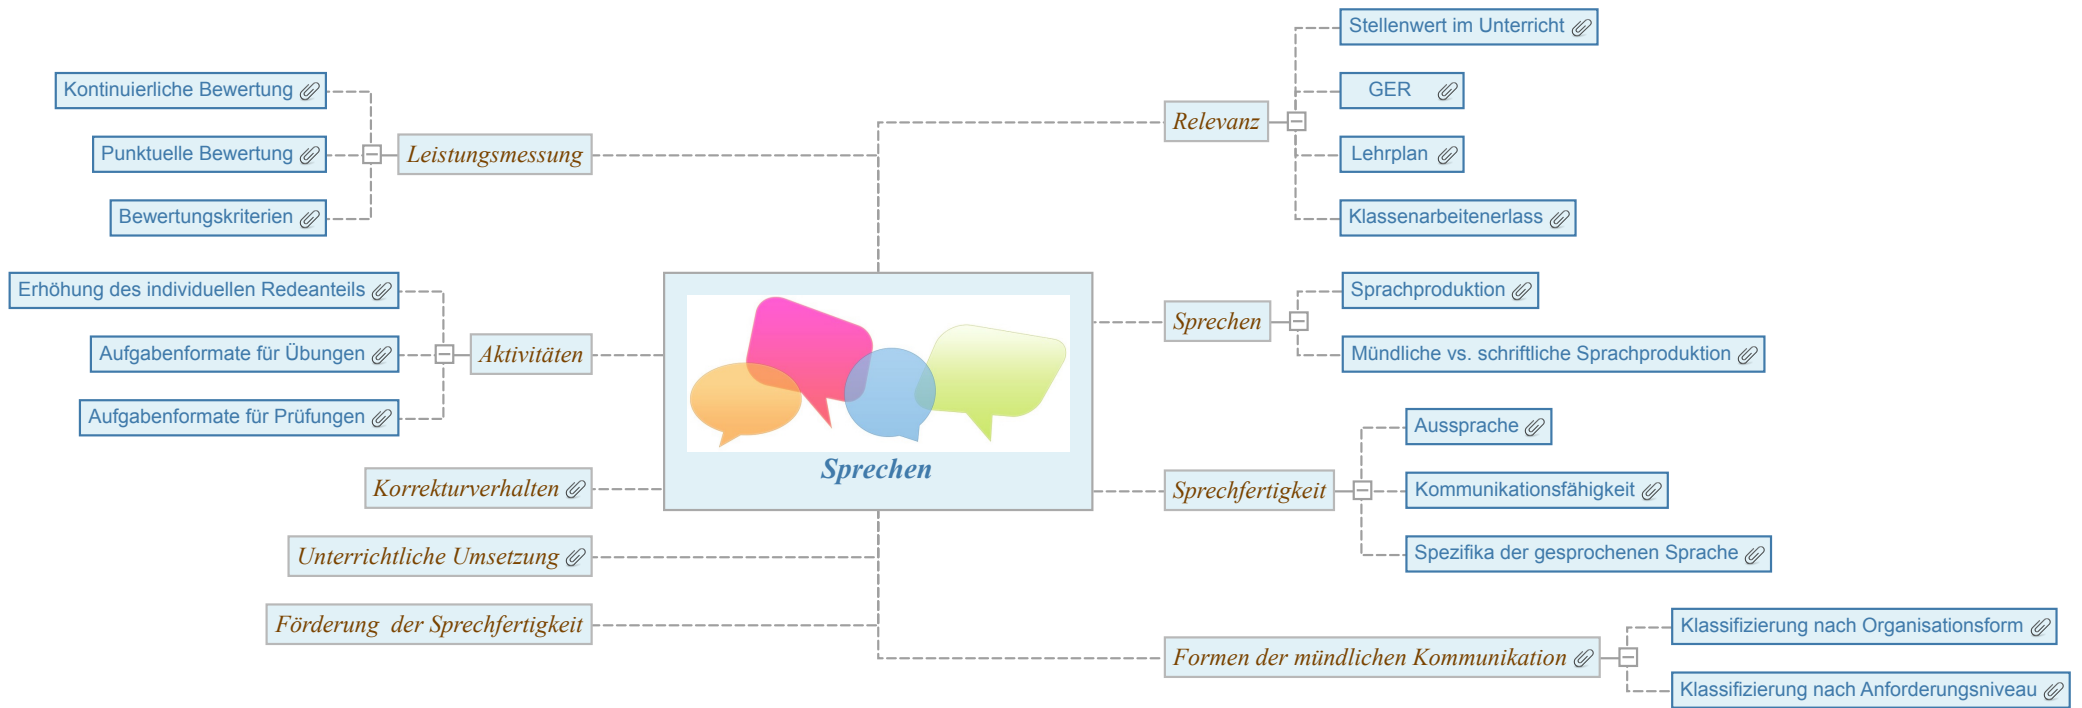 Sprechen
Relevanz
Stellenwert im Unterricht
GER
Lehrplan
Klassenarbeitenerlass
Sprechen
Sprachproduktion
Mündliche vs. schriftliche Sprachproduktion
Sprechfertigkeit
Aussprache
Kommunikationsfähigkeit
Spezifika der gesprochenen Sprache
Formen der mündlichen Kommunikation
Klassifizierung nach Organisationsform
Klassifizierung nach Anforderungsniveau
Leistungsmessung
Kontinuierliche Bewertung
Punktuelle Bewertung
Bewertungskriterien
Aktivitäten
Erhöhung des individuellen Redeanteils
Aufgabenformate für Übungen
Aufgabenformate für Prüfungen
Korrekturverhalten
Unterrichtliche Umsetzung
Förderung der Sprechfertigkeit